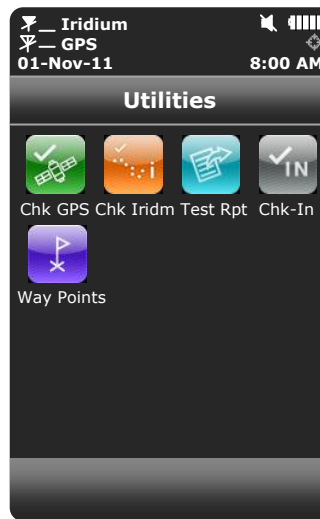 Iridium
GPS
01-Nov-11 8:00 AM
Utilities
Chk GPS Chk Iridm Test Rpt Chk-In
Way Points
i
IN